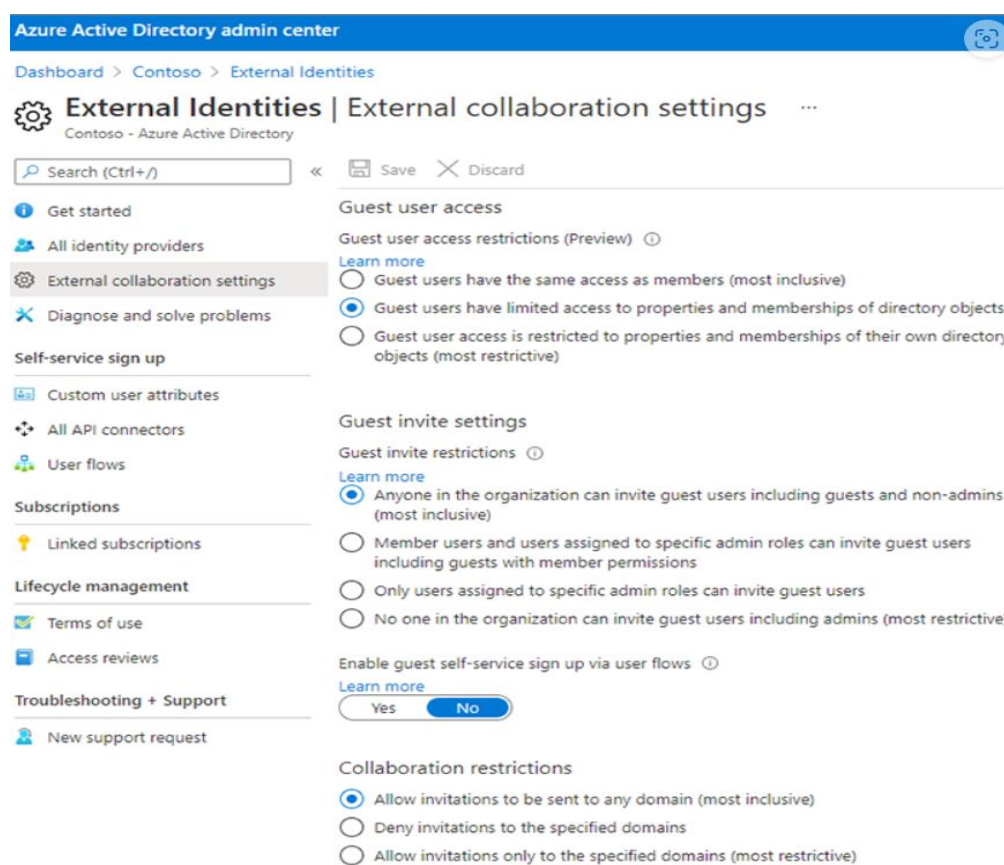 Azure Active Directory admin center
Dashboard > Contoso > External Identities
External Identities | External collaboration settings ...
Contoso - Azure Active Directory
Search (Ctrl+/)
«
Save
Discard
Get started
All identity providers
External collaboration settings
Diagnose and solve problems
Self-service sign up
Custom user attributes
All API connectors
User flows
Subscriptions
Linked subscriptions
Lifecycle management
Terms of use
Access reviews
Troubleshooting + Support
New support request
Guest user access
Guest user access restrictions (Preview)
Learn more
Guest users have the same access as members (most inclusive)
Guest users have limited access to properties and memberships of directory objects
Guest user access is restricted to properties and memberships of their own directory
objects (most restrictive)
Guest invite settings
Guest invite restrictions
Learn more
Anyone in the organization can invite guest users including guests and non-admins
(most inclusive)
Member users and users assigned to specific admin roles can invite guest users
including guests with member permissions
Only users assigned to specific admin roles can invite guest users
No one in the organization can invite guest users including admins (most restrictive)
Enable guest self-service sign up via user flows
Learn more
Yes No
Collaboration restrictions
Allow invitations to be sent to any domain (most inclusive)
Deny invitations to the specified domains
Allow invitations only to the specified domains (most restrictive)